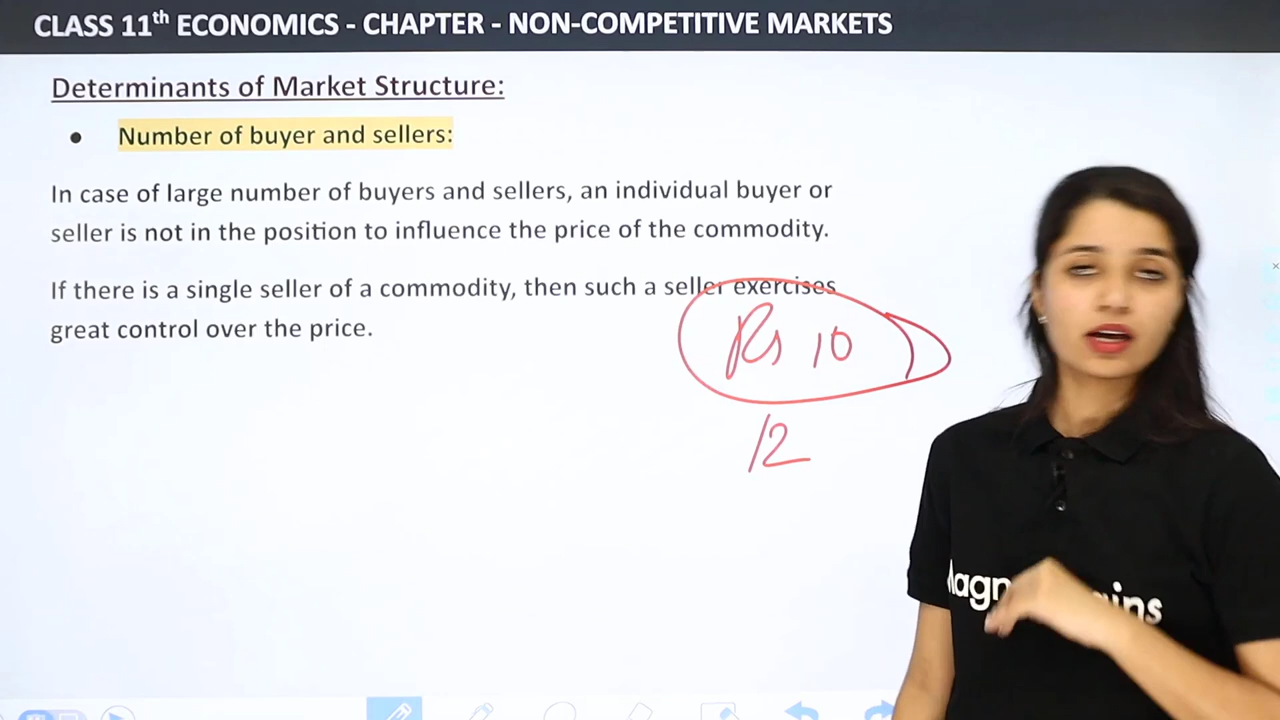 CLASS 11th ECONOMICS - CHAPTER - NON-COMPETITIVE MARKETS
Determinants of Market Structure:
• Number of buyer and sellers:
In case of large number of buyers and sellers, an individual buyer or
seller is not in the position to influence the price of the commodity.
If there is a single seller of a commodity, then such a seller exercises
great control over the price.
Rs 10
12